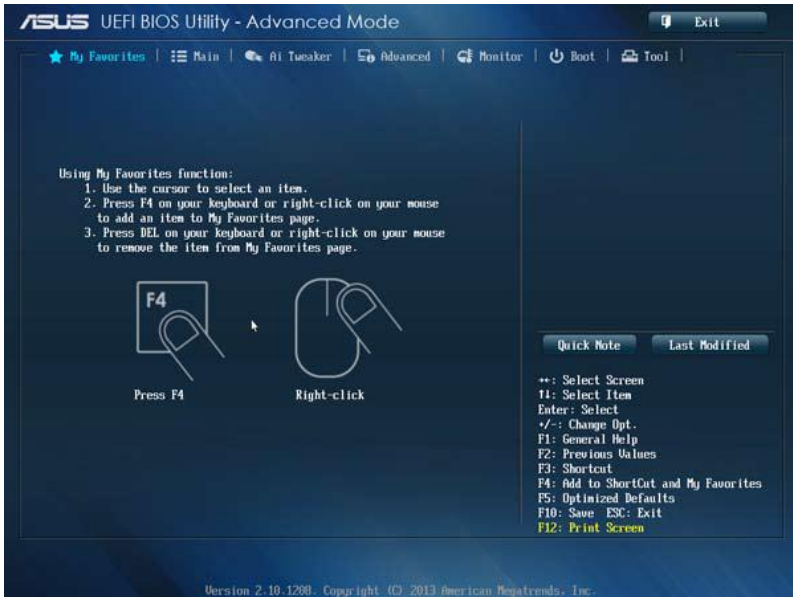 ASUS UEFI BIOS Utility - Advanced Mode
Exit
My Favorites | Main | Ai Tweaker | Advanced | Monitor | Boot | Tool |
Using My Favorites function:
1. Use the cursor to select an item.
2. Press F4 on your keyboard or right-click on your mouse
to add an item to My Favorites page.
3. Press DEL on your keyboard or right-click on your mouse
to remove the item from My Favorites page.
F4
Press F4
Right-click
Quick Note
Last Modified
→←: Select Screen
↑↓: Select Item
Enter: Select
+/-: Change Opt.
F1: General Help
F2: Previous Values
F3: Shortcut
F4: Add to ShortCut and My Favorites
F5: Optimized Defaults
F10: Save ESC: Exit
F12: Print Screen
Version 2.10.1208. Copyright (C) 2013 American Megatrends, Inc.